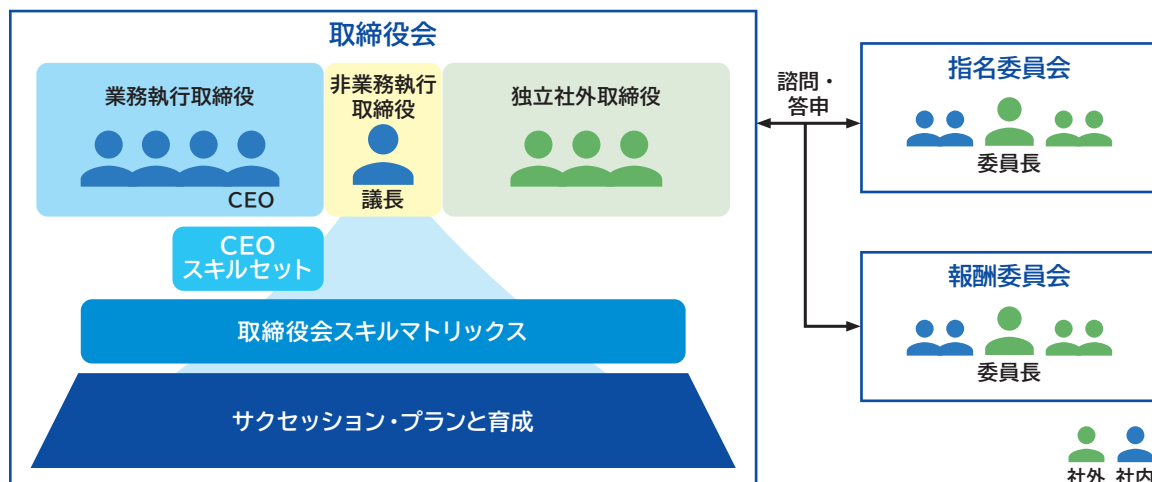 取締役会
業務執行取締役
CEO
非業務執行
取締役
議長
独立社外取締役
CEO
スキルセット
取締役会スキルマトリックス
サクセッション・プランと育成
諮問・
答申
指名委員会
委員長
報酬委員会
委員長
社外 社内